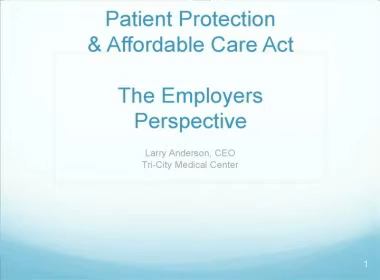 Patient Protection
& Affordable Care Act
The Employers
Perspective
Larry Anderson, CEO
Tri-City Medical Center
1